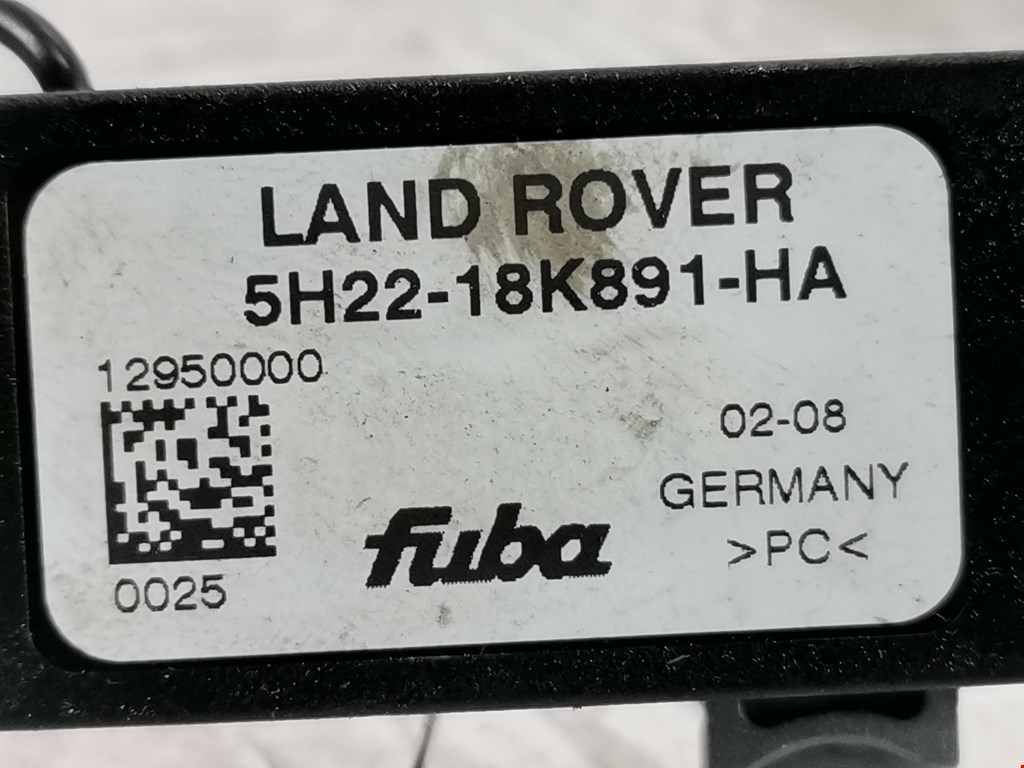 LAND ROVER
5H22-18K891-HA
12950000
02-08
GERMANY
>PC<
fuba
0025